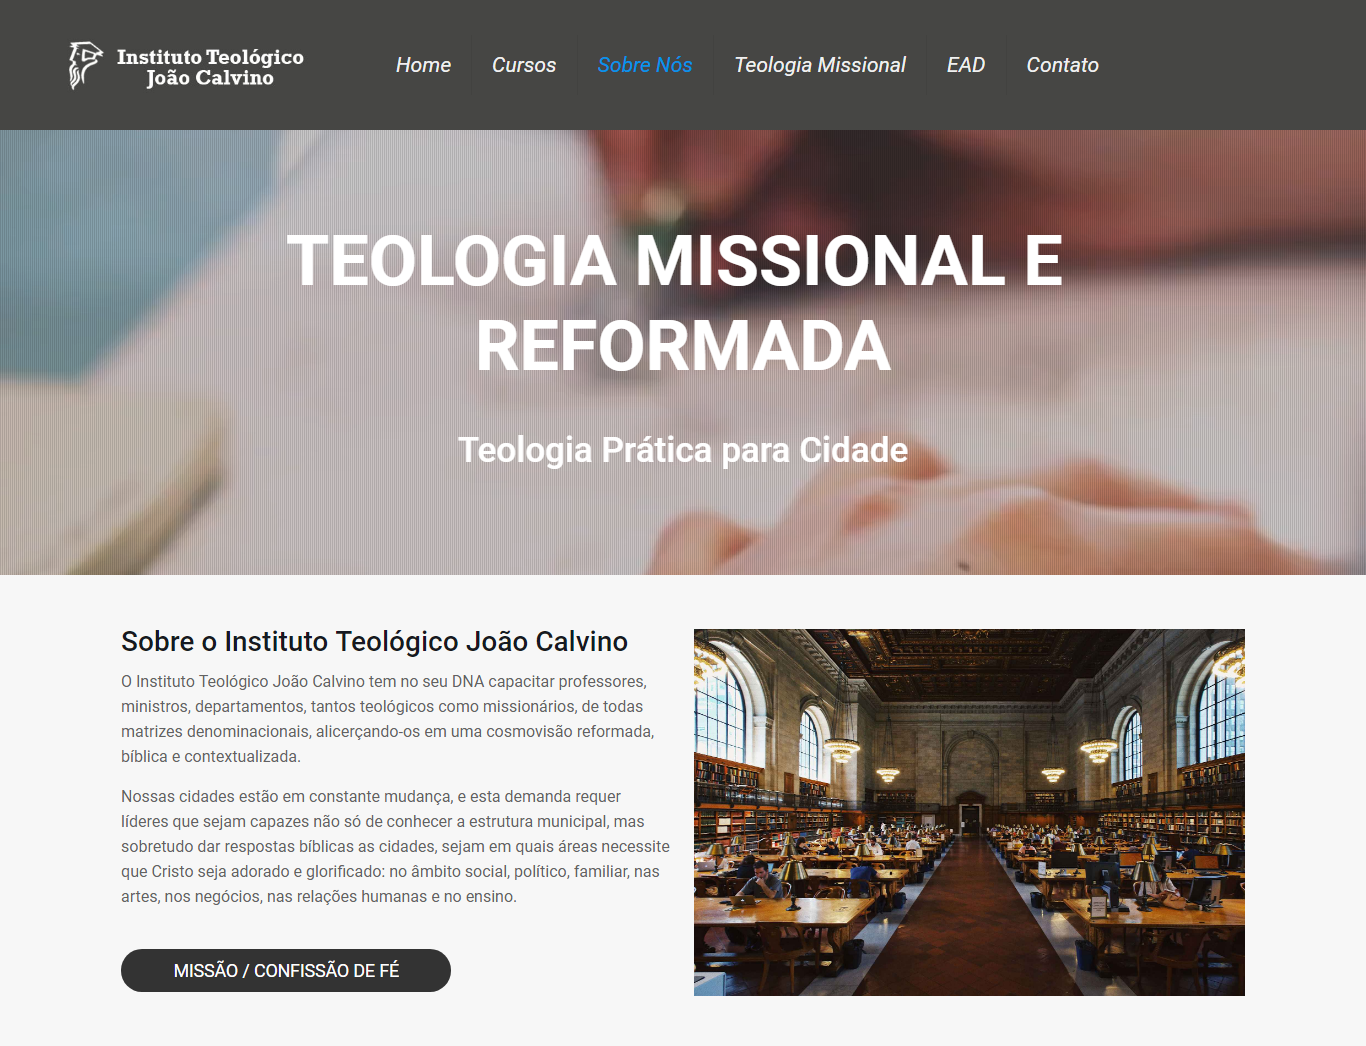 Instituto Teológico
João Calvino
Home
Cursos
Sobre Nós
Teologia Missional
EAD
Contato
TEOLOGIA MISSIONAL E
REFORMADA
Teologia Prática para Cidade
Sobre o Instituto Teológico João Calvino
O Instituto Teológico João Calvino tem no seu DNA capacitar professores,
ministros, departamentos, tantos teológicos como missionários, de todas
matrizes denominacionais, alicerçando-os em uma cosmovisão reformada,
bíblica e contextualizada.
Nossas cidades estão em constante mudança, e esta demanda requer
líderes que sejam capazes não só de conhecer a estrutura municipal, mas
sobretudo dar respostas bíblicas as cidades, sejam em quais áreas necessite
que Cristo seja adorado e glorificado: no âmbito social, político, familiar, nas
artes, nos negócios, nas relações humanas e no ensino.
MISSÃO / CONFISSÃO DE FÉ